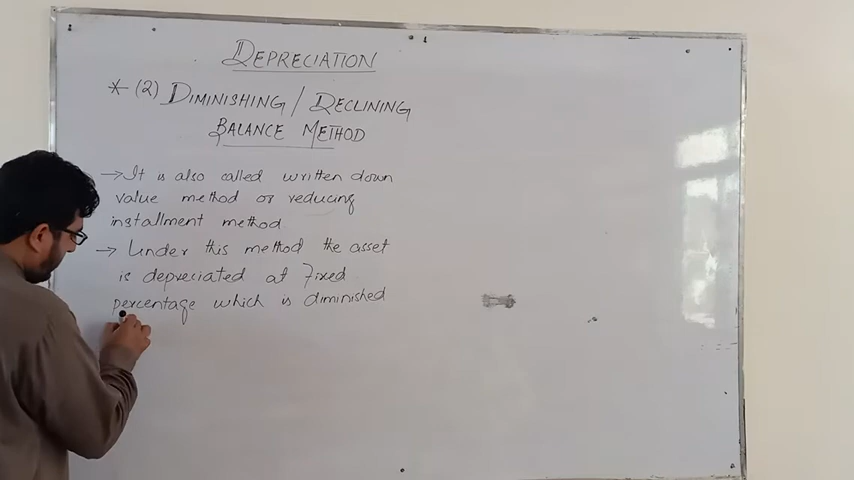 DEPRECIATION
* (2) DIMINISHING / DECLINING
BALANCE METHOD
→ It is also called written down
value method or reducing
installment method
→ Under this method the asset
is depreciated at Fixed
percentage which is diminished